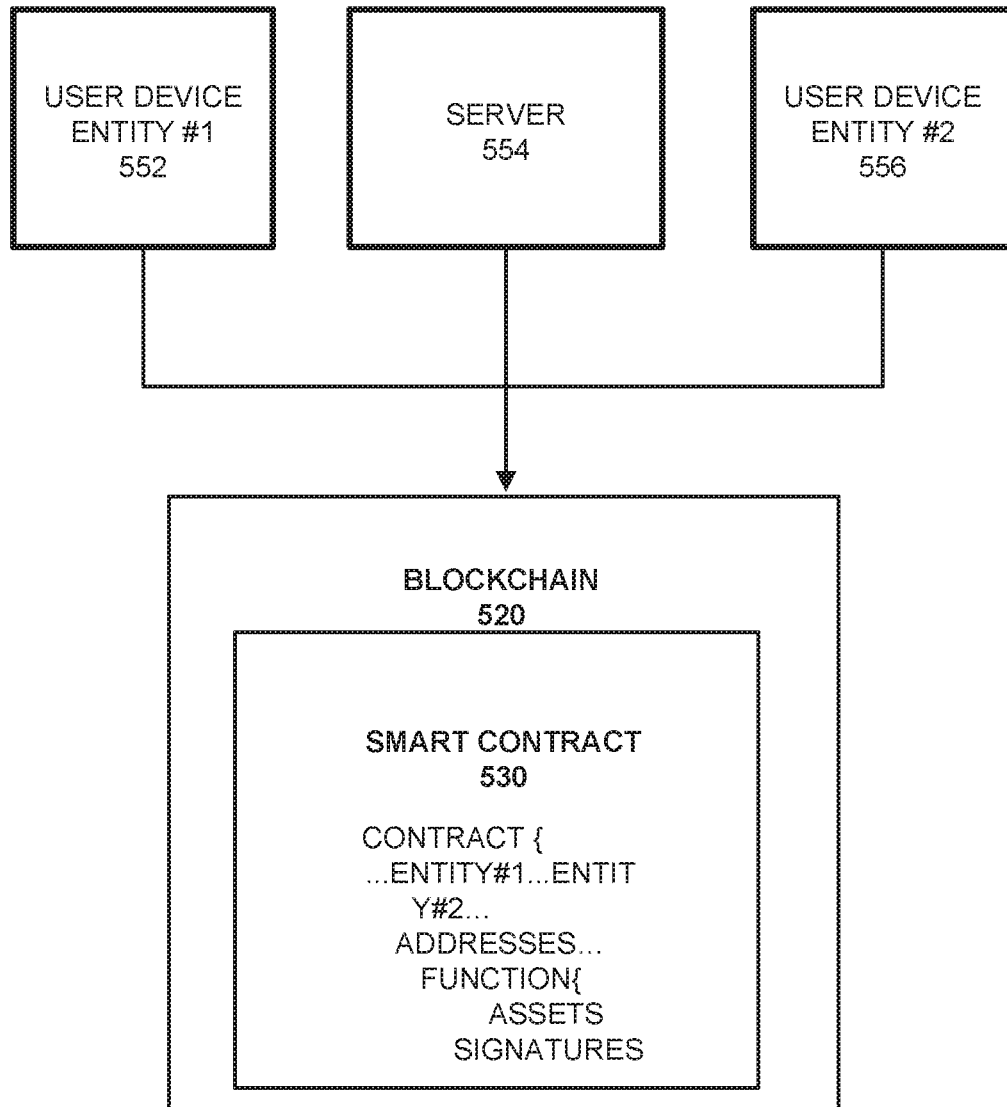 USER DEVICE
ENTITY #1
552
SERVER
554
USER DEVICE
ENTITY #2
556
BLOCKCHAIN
520
SMART CONTRACT
530
CONTRACT {
...ENTITY#1...ENTIT
Y#2...
ADDRESSES...
FUNCTION{
ASSETS
SIGNATURES